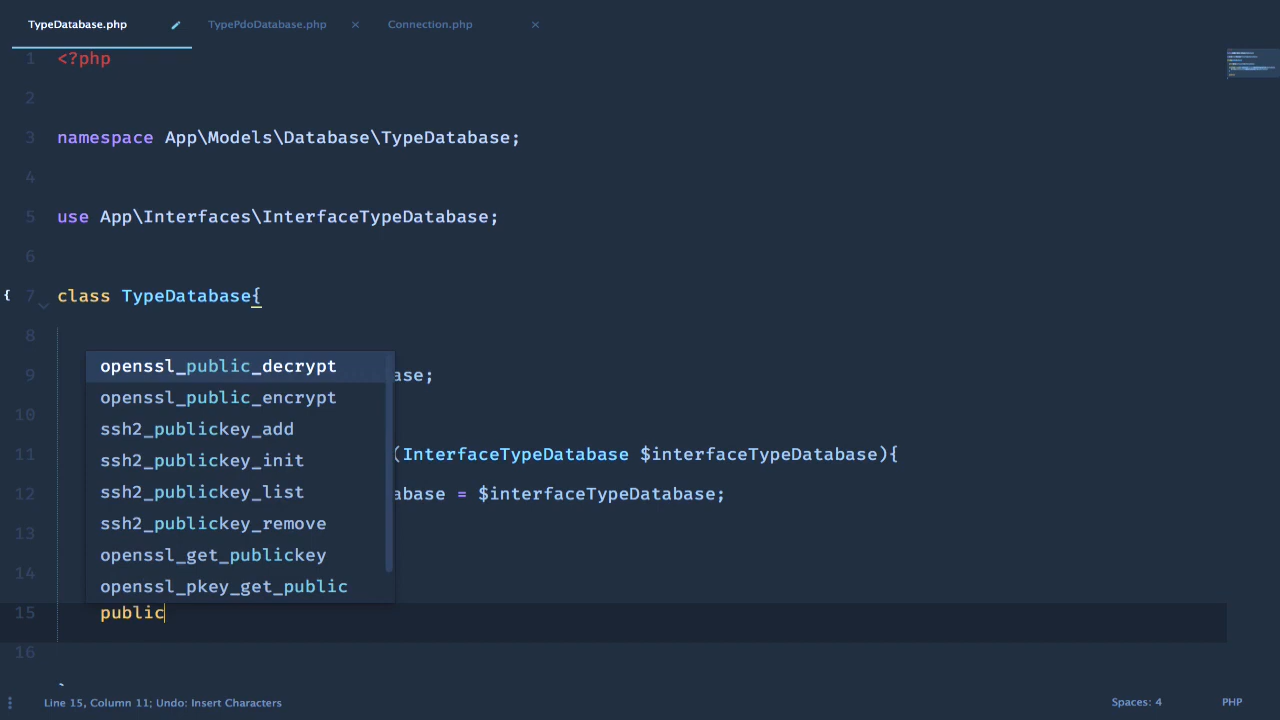 TypeDatabase.php
TypePdoDatabase.php
Connection.php
1 <?php
2
3 namespace App\Models\Database\TypeDatabase;
4
5 use App\Interfaces\InterfaceTypeDatabase;
6
{ 7 class TypeDatabase{
8
openssl_public_decrypt
9 ase;
openssl_public_encrypt
10
ssh2_publickey_add
11 (InterfaceTypeDatabase $interfaceTypeDatabase){
ssh2_publickey_init
12 abase = $interfaceTypeDatabase;
ssh2_publickey_list
13
ssh2_publickey_remove
14
openssl_get_publickey
openssl_pkey_get_public
15 public
16
Line 15, Column 11; Undo: Insert Characters
Spaces: 4
PHP